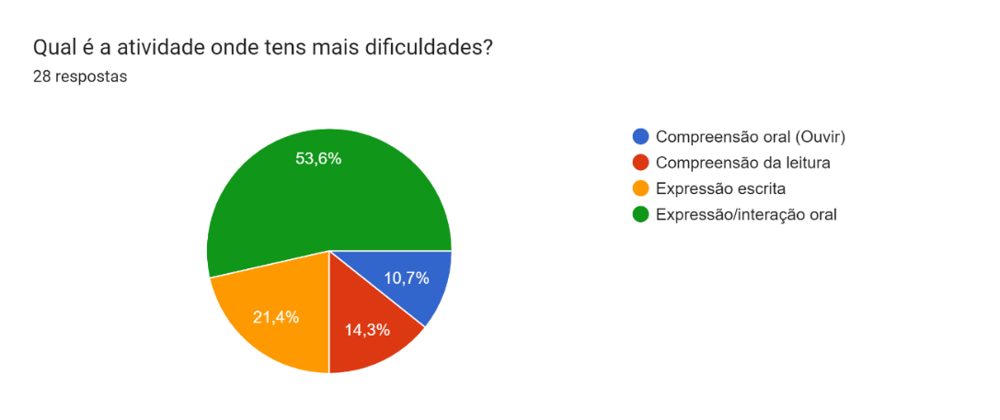 Qual é a atividade onde tens mais dificuldades?
28 respostas
53,6%
10,7%
21,4%
14,3%
Compreensão oral (Ouvir)
Compreensão da leitura
Expressão escrita
Expressão/interação oral